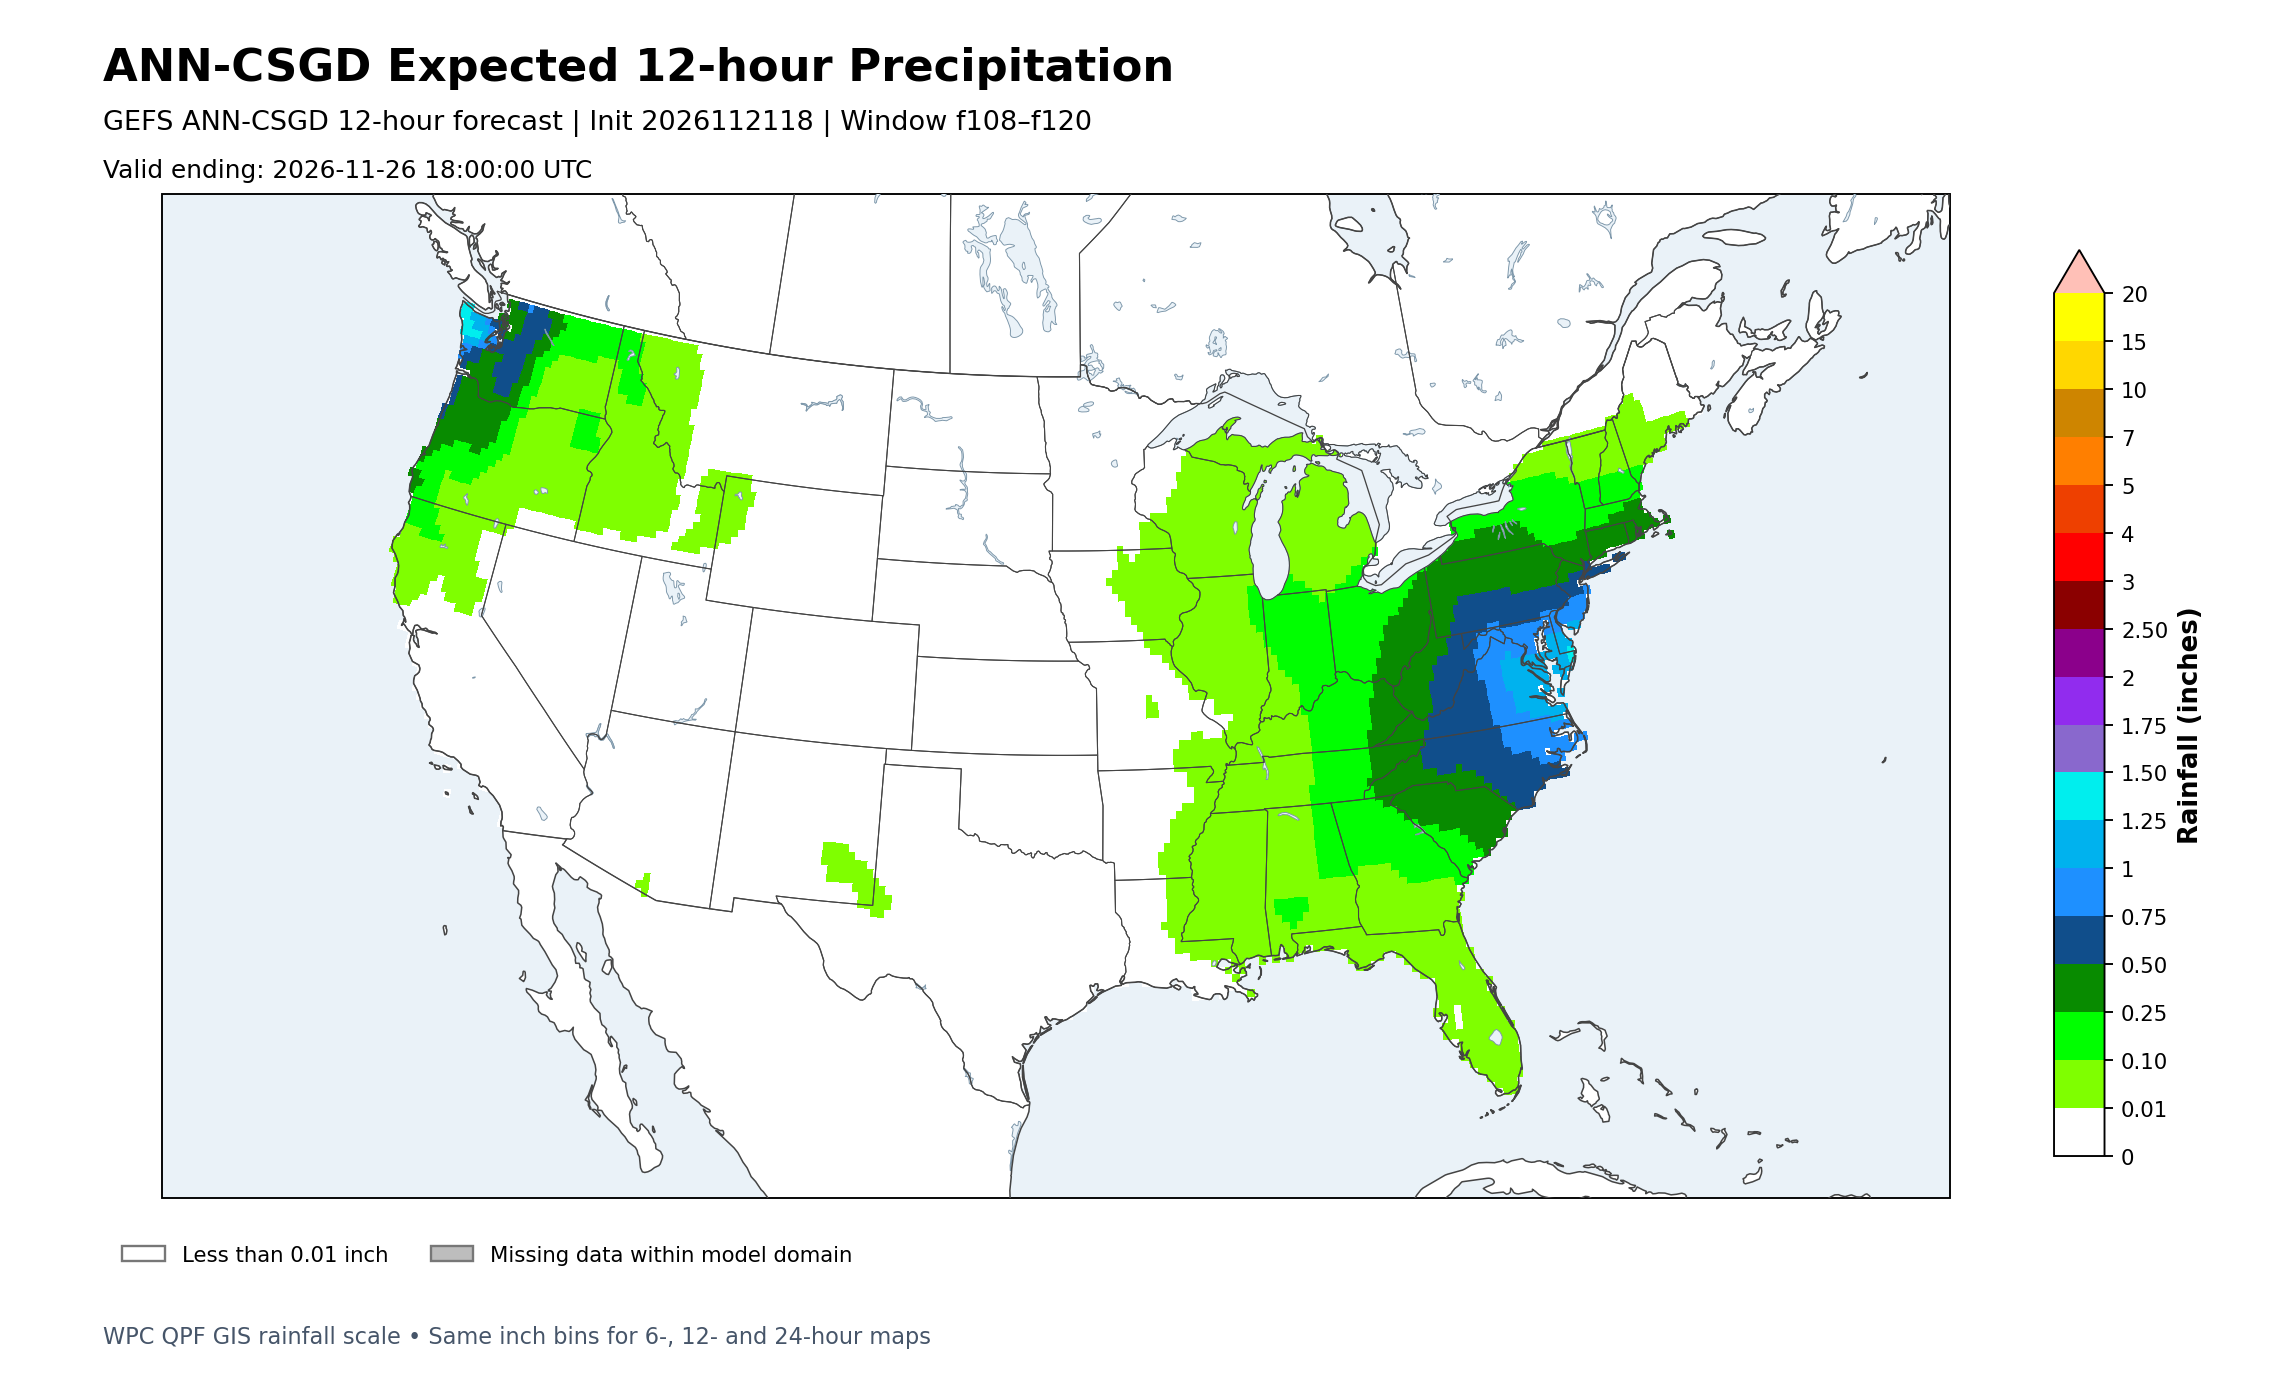 ANN-CSGD Expected 12-hour Precipitation
GEFS ANN-CSGD 12-hour forecast | Init 2026112118 | Window f108–f120
Valid ending: 2026-11-26 18:00:00 UTC
20
15
10
7
5
4
3
2.50
2
1.75
1.50
1.25
1
0.75
0.50
0.25
0.10
0.01
0
Rainfall (inches)
Less than 0.01 inch
Missing data within model domain
WPC QPF GIS rainfall scale • Same inch bins for 6-, 12- and 24-hour maps